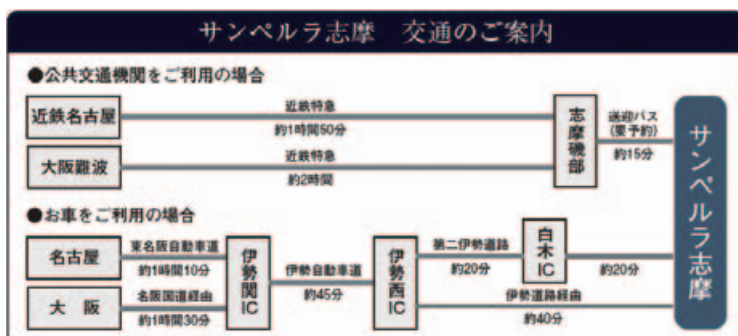 サンペルラ志摩 交通のご案内
●公共交通機関をご利用の場合
近鉄名古屋
近鉄特急
約1時間50分
大阪難波
近鉄特急
約2時間
志摩磯部
送迎バス
(要予約)
約15分
サンペルラ志摩
●お車をご利用の場合
名古屋
東名阪自動車道
約1時間10分
大 阪
名阪国道経由
約1時間30分
伊勢関IC
伊勢自動車道
約45分
伊勢西IC
第二伊勢道路
約20分
白木IC
約20分
伊勢道路経由
約40分